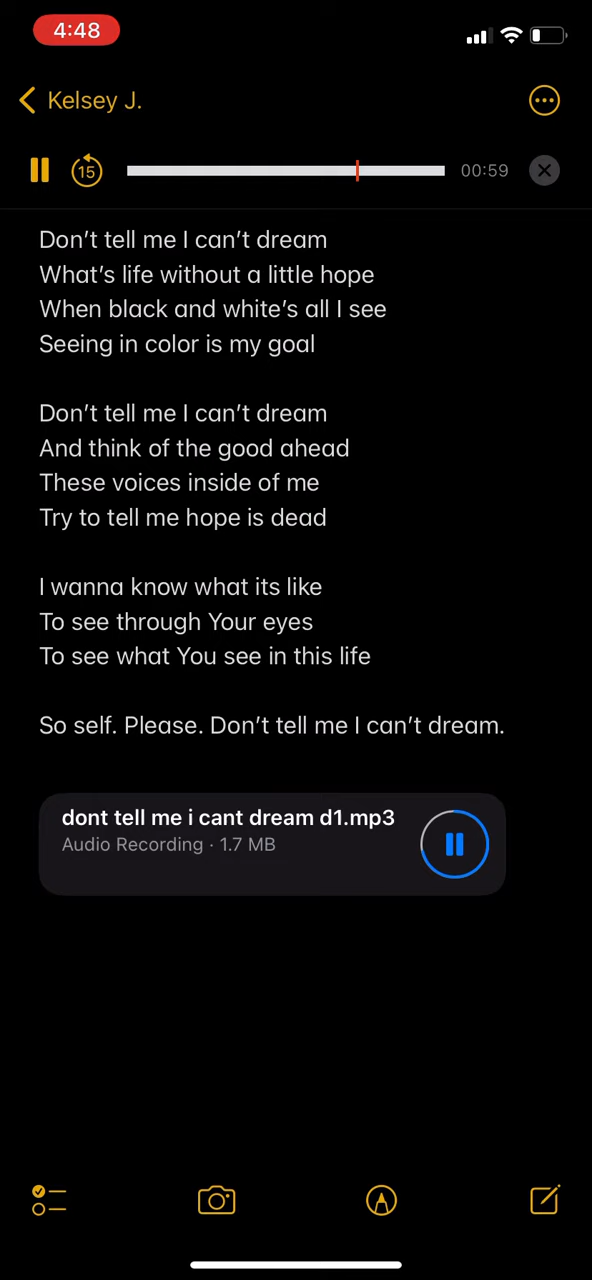 4:48
Kelsey J.
15
00:59
Don't tell me I can't dream
What's life without a little hope
When black and white's all I see
Seeing in color is my goal
Don't tell me I can't dream
And think of the good ahead
These voices inside of me
Try to tell me hope is dead
I wanna know what its like
To see through Your eyes
To see what You see in this life
So self. Please. Don't tell me I can't dream.
dont tell me i cant dream d1.mp3
Audio Recording · 1.7 MB